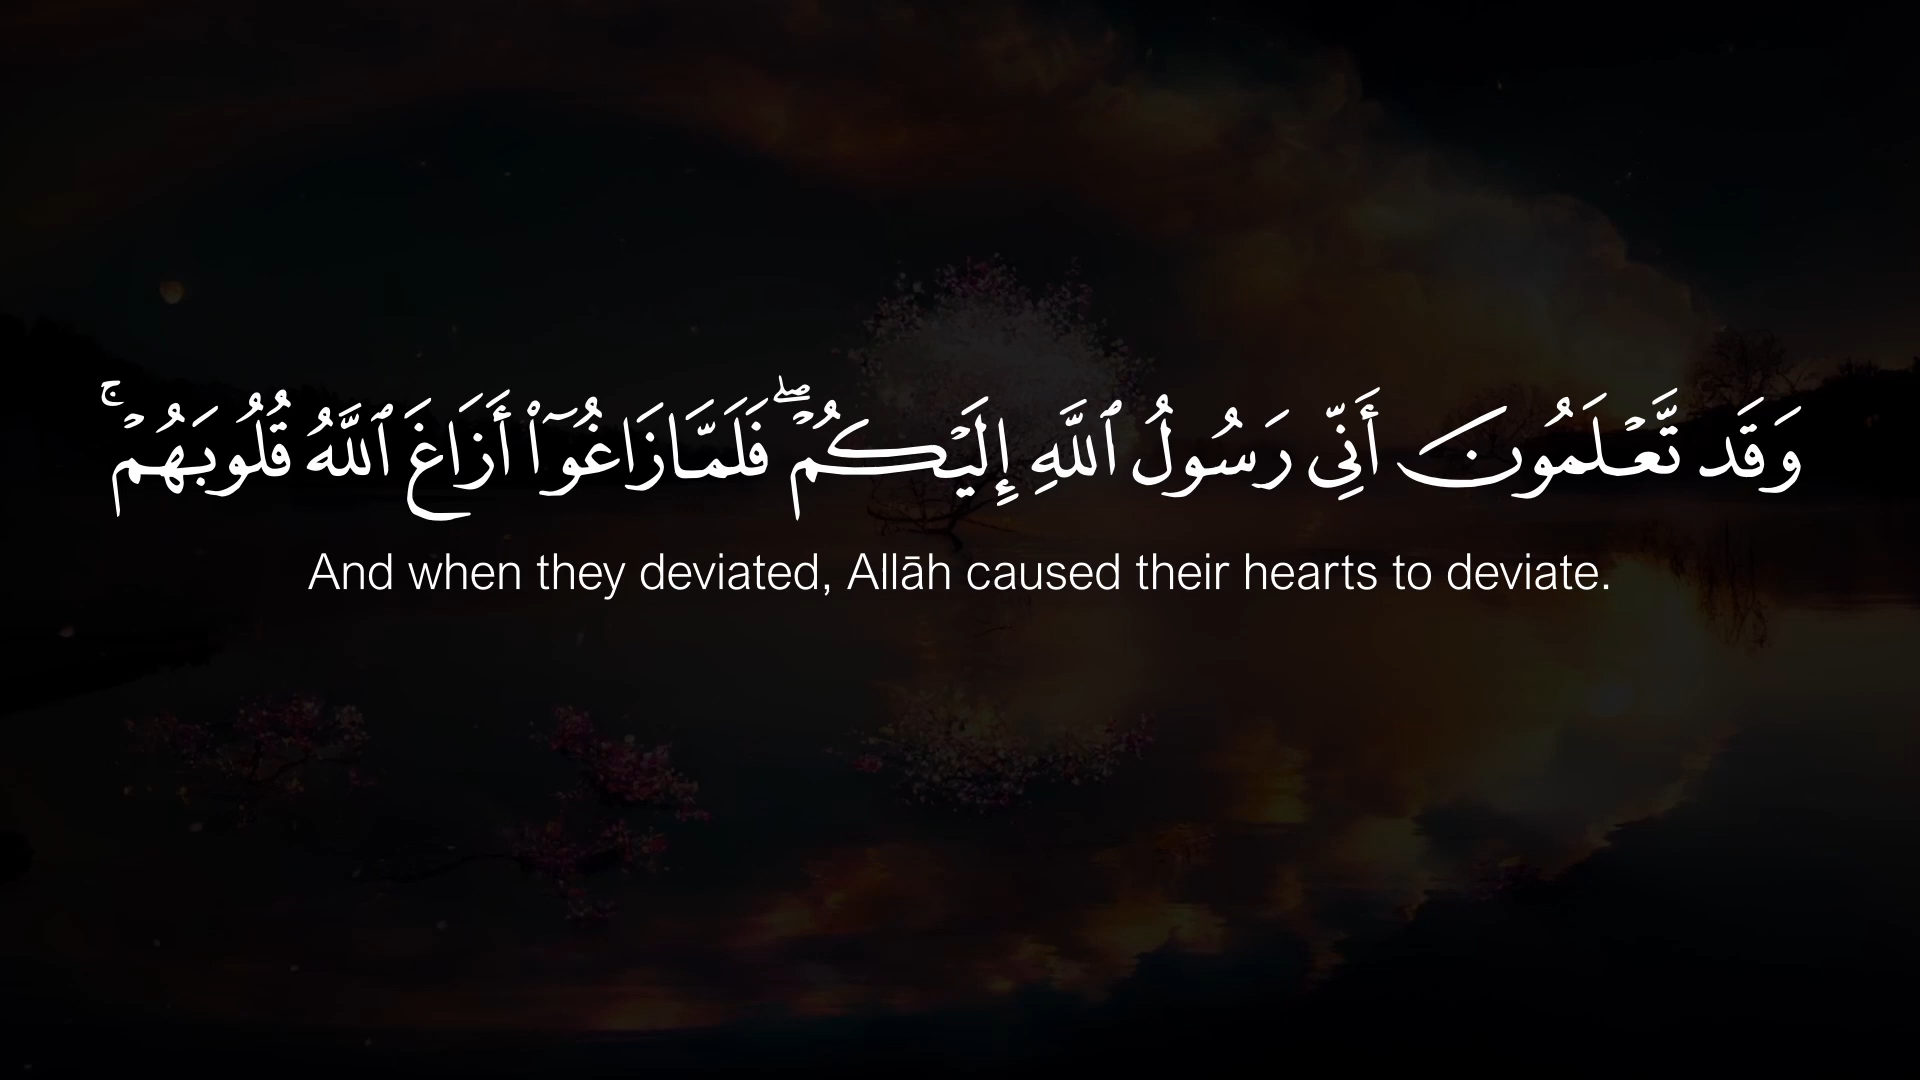 وَقَد تَّعْلَمُونَ أَنِّى رَسُولُ ٱللَّهِ إِلَيْكُمْ ۖ فَلَمَّا زَاغُوٓا۟ أَزَاغَ ٱللَّهُ قُلُوبَهُمْ ۚ
And when they deviated, Allāh caused their hearts to deviate.